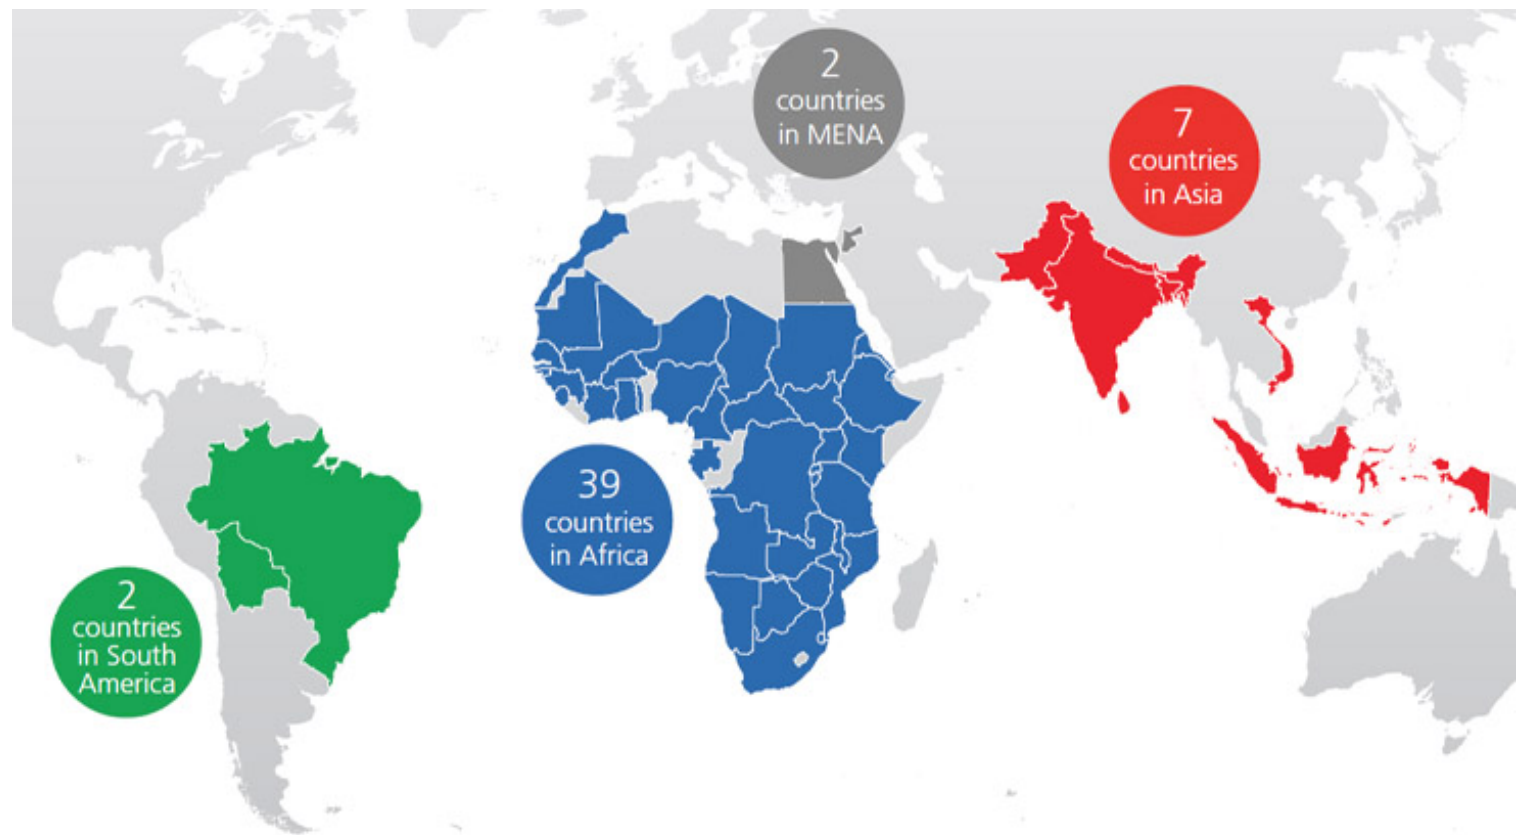 2
countries
in MENA
7
countries
in Asia
39
countries
in Africa
2
countries
in South
America